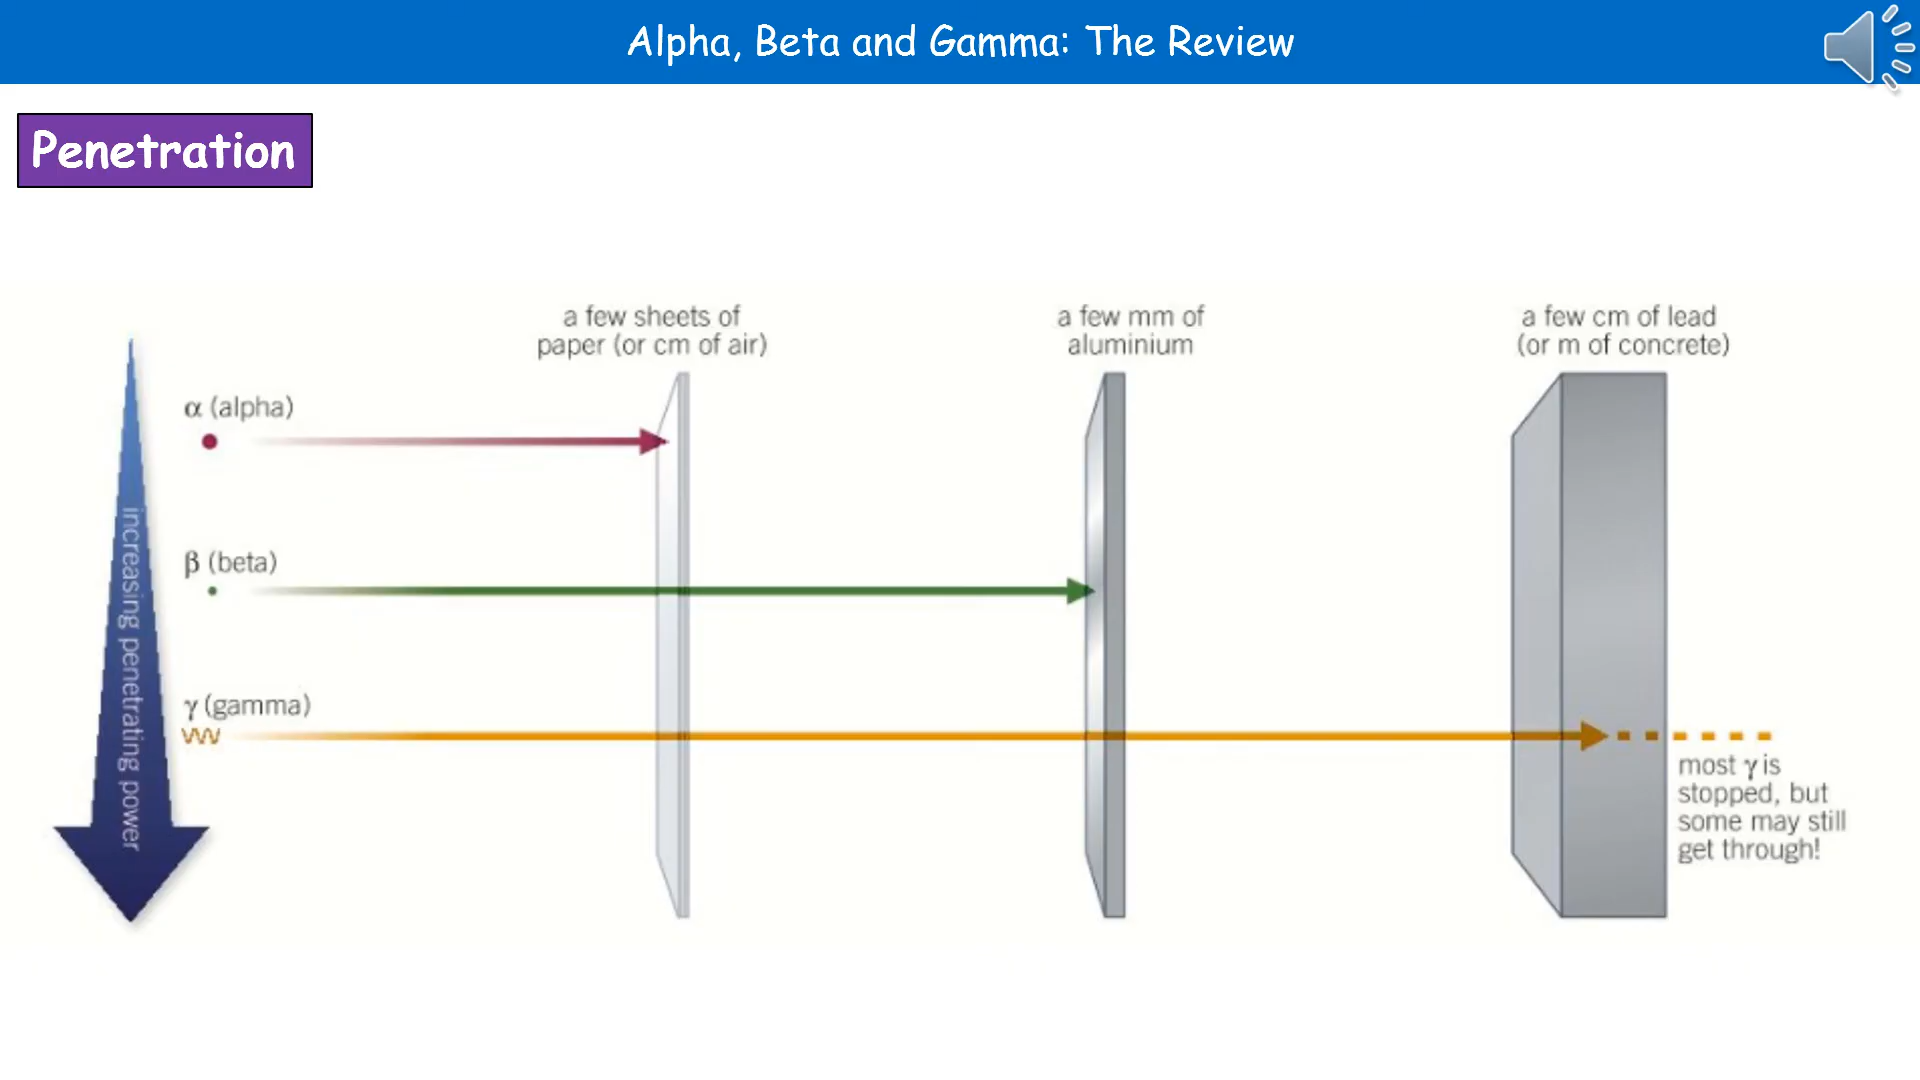 Alpha, Beta and Gamma: The Review
Penetration
a few sheets of
paper (or cm of air)
a few mm of
aluminium
a few cm of lead
(or m of concrete)
α (alpha)
β (beta)
γ (gamma)
increasing penetrating power
most γ is
stopped, but
some may still
get through!